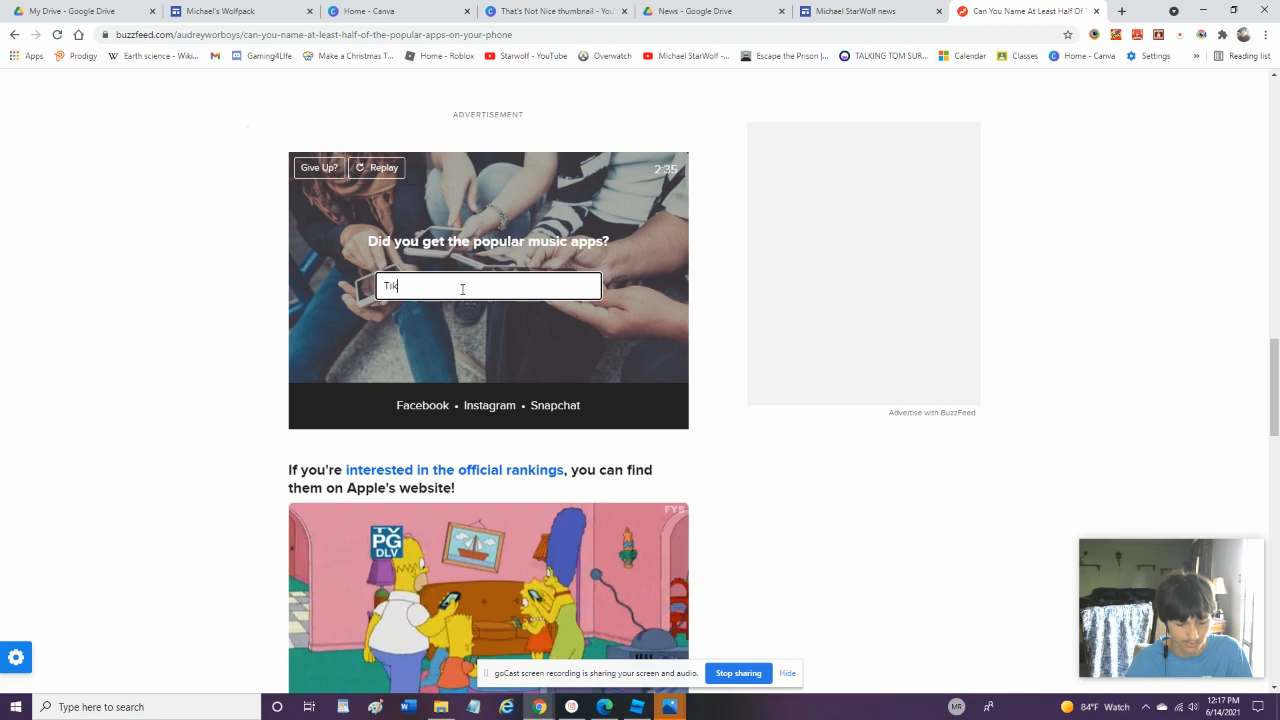 Michael's Google Drive
Michael's Wolfpack
Home - Canva
That's Not Nice thumbnail - You
News - Google Drive
Michael StarWolf News
Can You Name At Least Half Of T
buzzfeed.com/audreyworboys/can-you-name-at-least-half-of-the-popular-apps-on-your-phone
Apps
Prodigy
Earth science - Wiki...
Gaming4LIfe
Make a Christmas T...
Home - Roblox
Starwolf - YouTube
Overwatch
Michael StarWolf -...
Escape the Prison |...
TALKING TOM SUR...
Calendar
Classes
Home - Canva
Settings
»
Reading list
ADVERTISEMENT
Give Up?
Replay
2:35
Did you get the popular music apps?
Tik
Facebook • Instagram • Snapchat
Advertise with BuzzFeed
If you're interested in the official rankings, you can find
them on Apple's website!
FYS
TV
PG
DLV
goCast screen recording is sharing your screen and audio.
Stop sharing
Hide
Type here to search
MR
84°F Watch
12:17 PM
6/14/2021